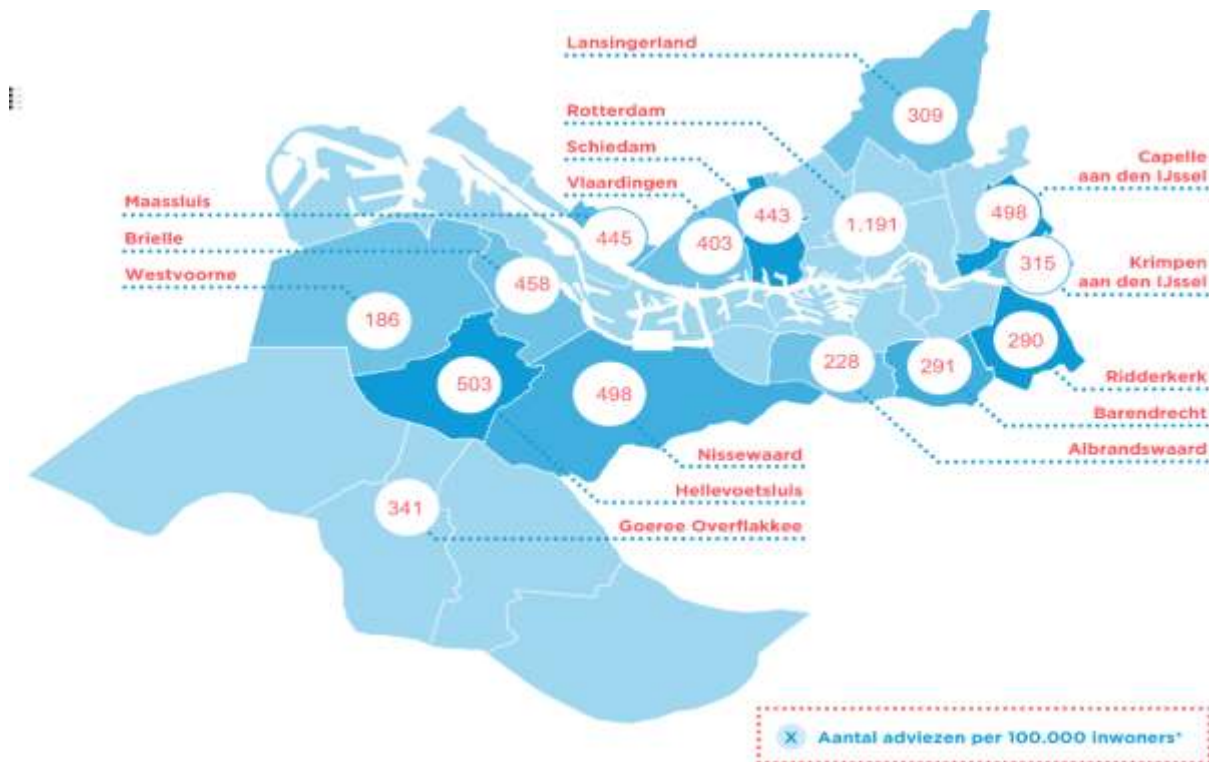 Lansingerland
309
Rotterdam
Schiedam
Capelle
aan den IJssel
Vlaardingen
Maassluis
443
498
1.191
445
403
Brielle
315
Krimpen
aan den IJssel
Westvoorne
458
186
290
228
291
503
498
Ridderkerk
Barendrecht
Nissewaard
Albrandswaard
Hellevoetsluis
341
Goeree Overflakkee
X Aantal adviezen per 100.000 inwoners*